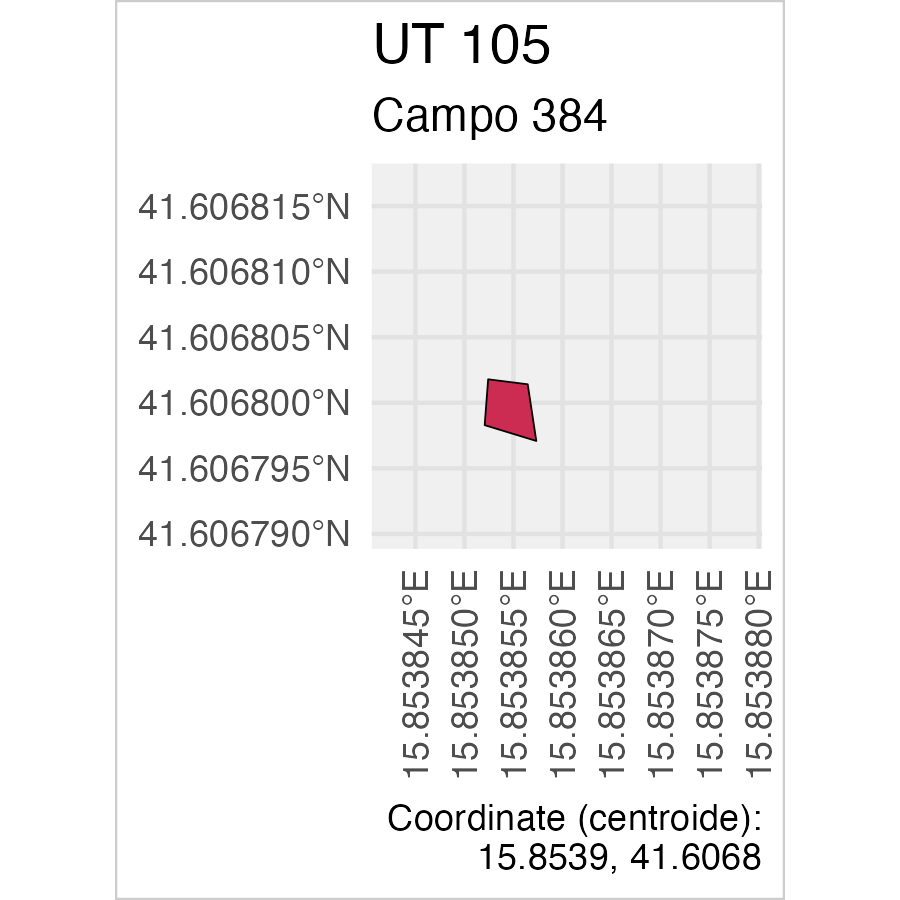 UT 105
Campo 384
41.606815°N
41.606810°N
41.606805°N
41.606800°N
41.606795°N
41.606790°N
15.853845°E
15.853850°E
15.853855°E
15.853860°E
15.853865°E
15.853870°E
15.853875°E
15.853880°E
Coordinate (centroide):
15.8539, 41.6068